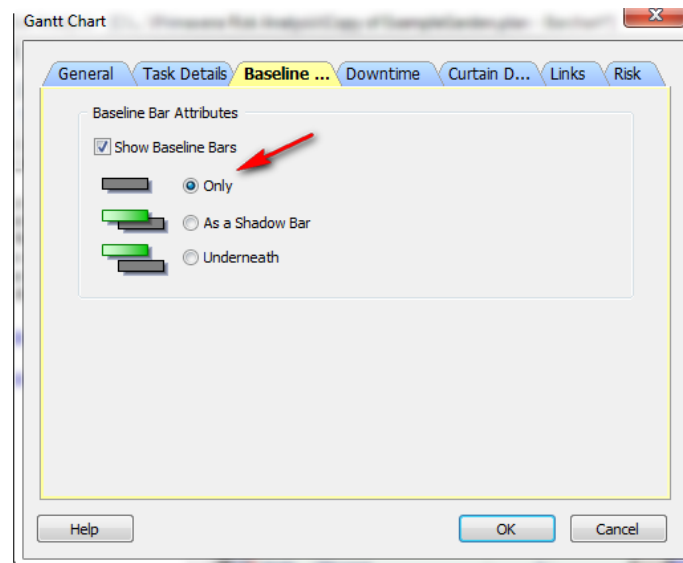 Gantt Chart
General Task Details Baseline ... Downtime Curtain D... Links Risk
Baseline Bar Attributes
Show Baseline Bars
Only
As a Shadow Bar
Underneath
Help OK Cancel